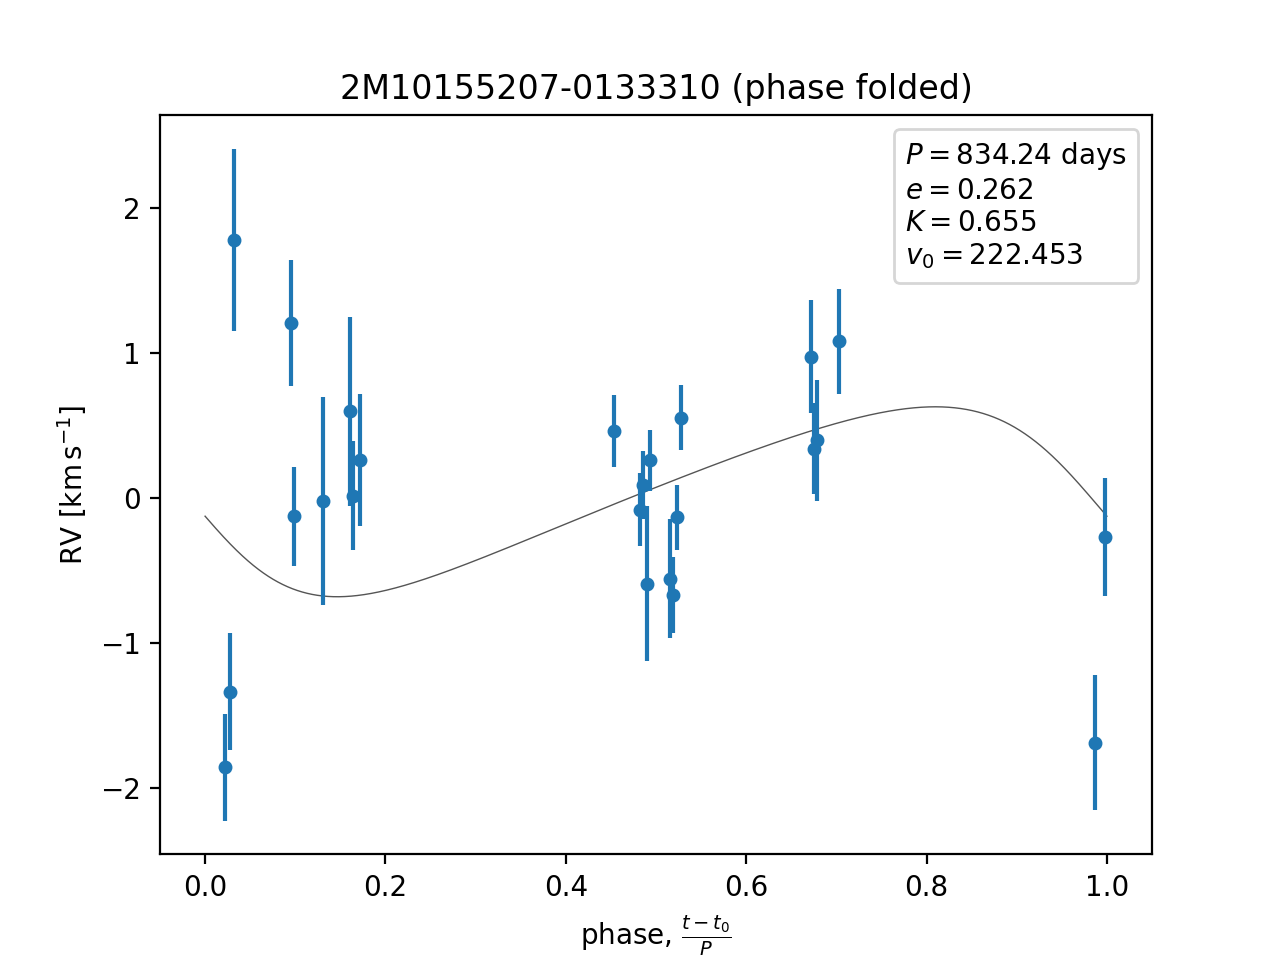 2M10155207-0133310 (phase folded)
P = 834.24 days
e = 0.262
K = 0.655
v₀ = 222.453
RV [km s⁻¹]
2
1
0
−1
−2
0.0 0.2 0.4 0.6 0.8 1.0
phase, (t − t₀)/P